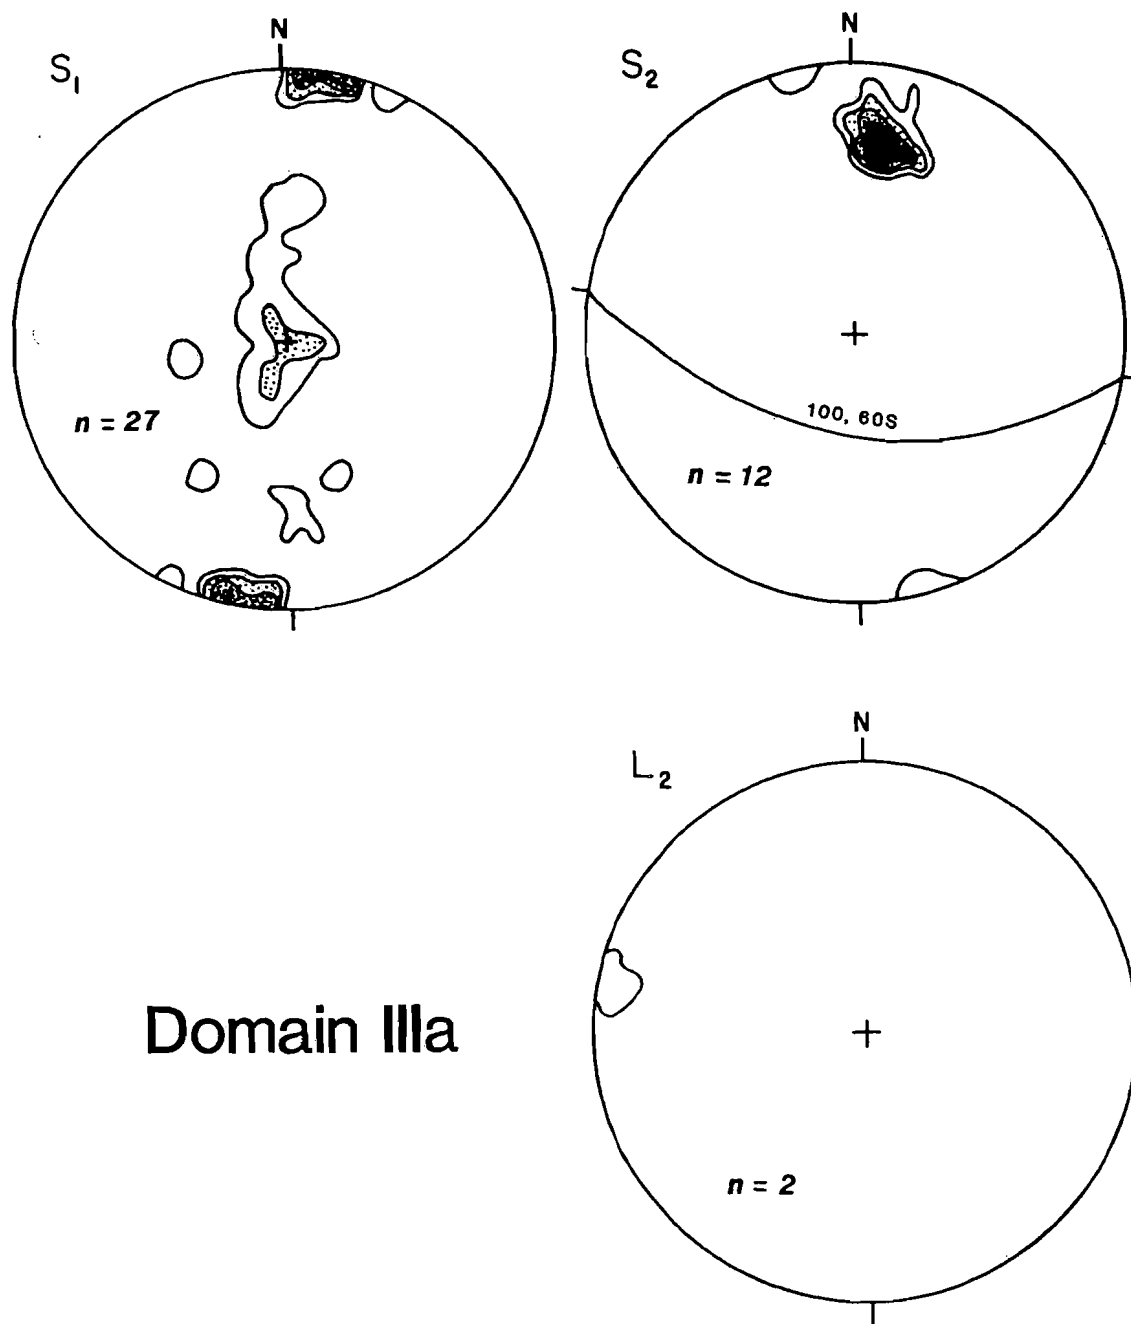 N
S₁
n = 27
N
S₂
100, 60S
n = 12
N
L₂
n = 2
Domain IIIa